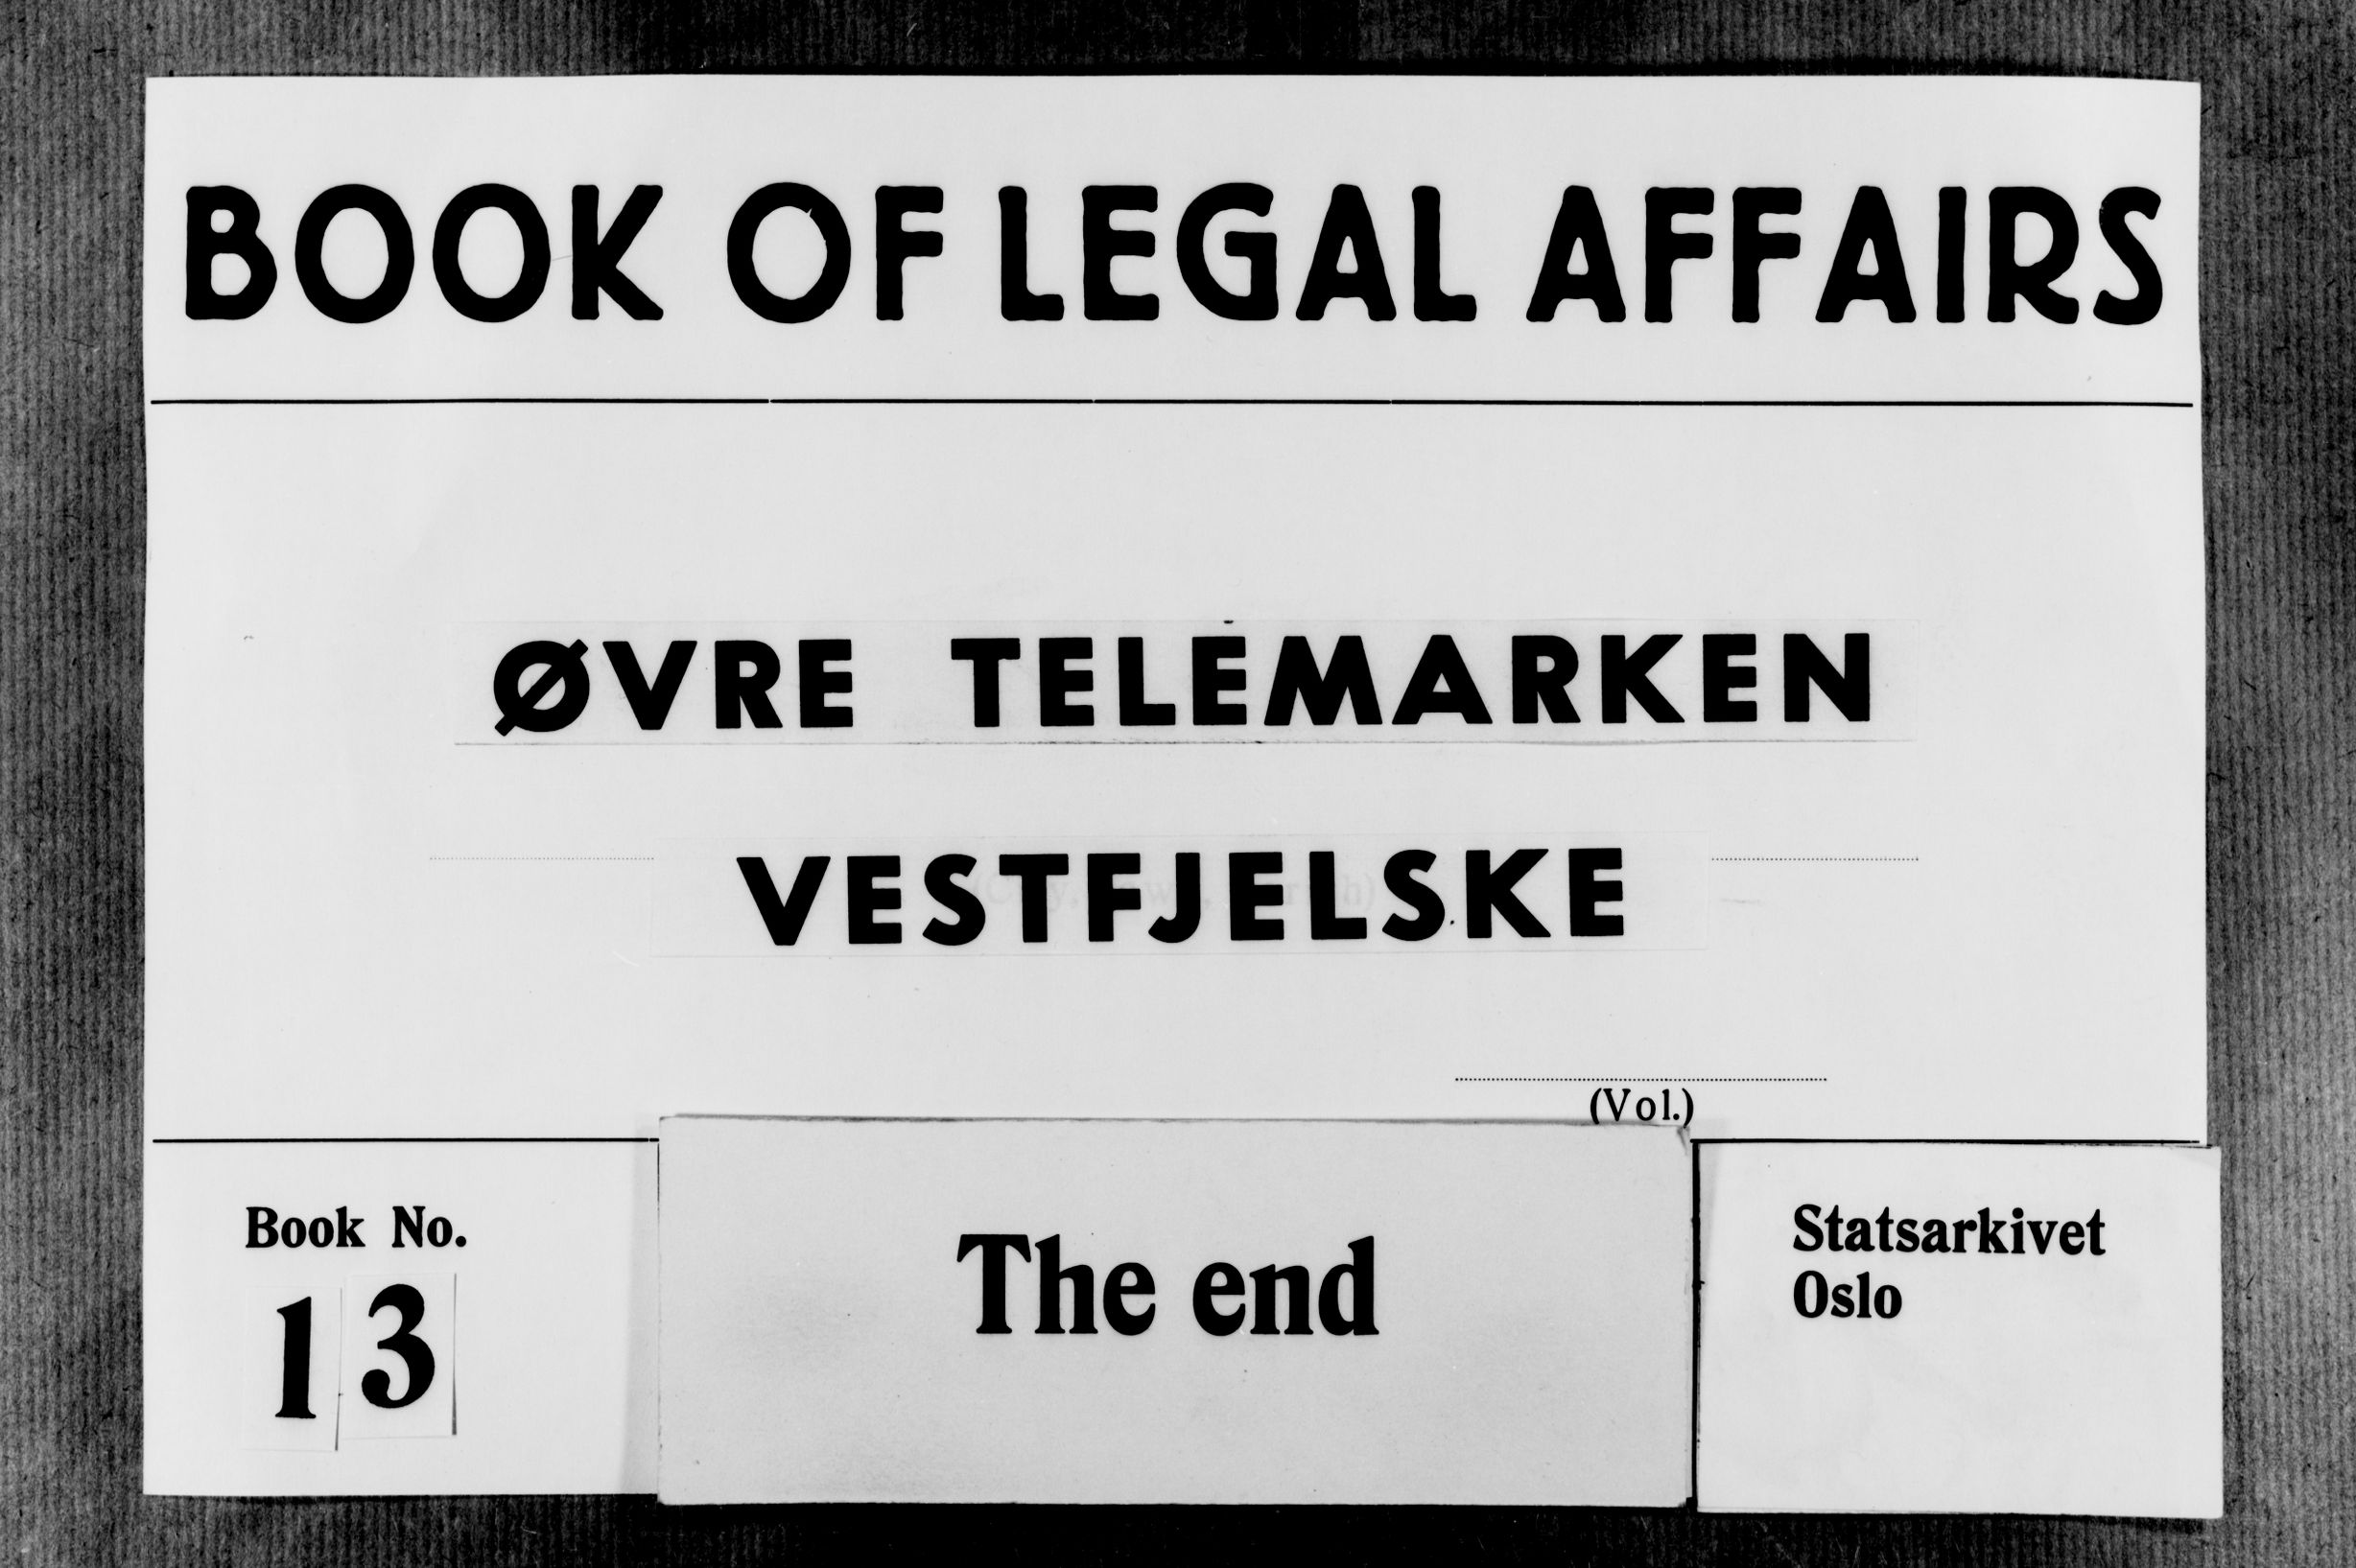 BOOK OF LEGAL AFFAIRS
ØVRE TELEMARKEN
VESTFJELSKE
(Vol.)
Book No.
13
The end
Statsarkivet
Oslo